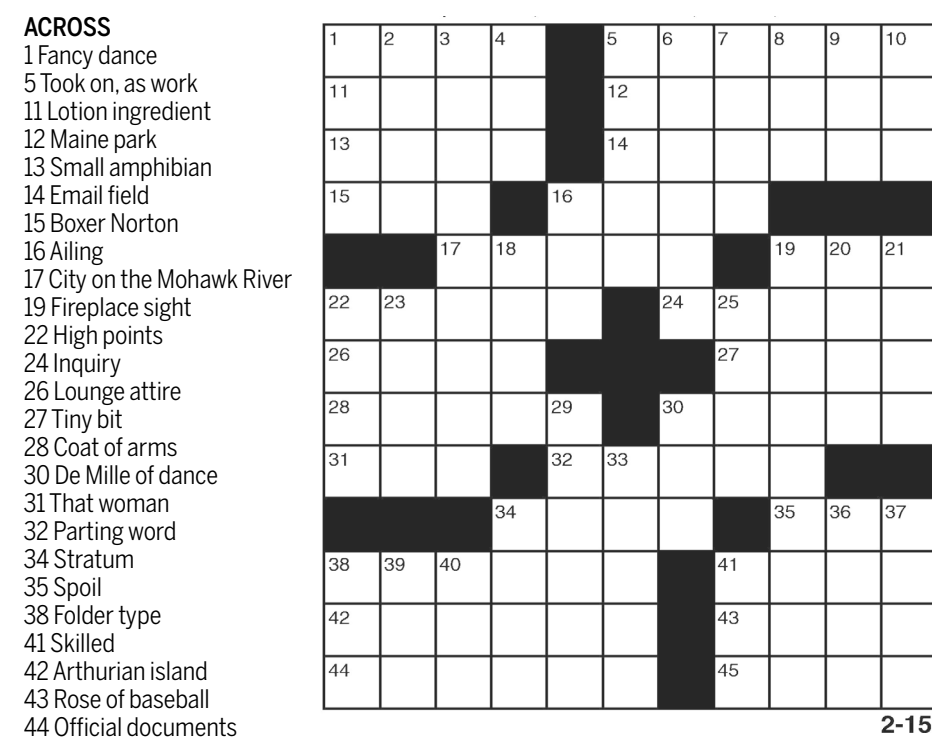 ACROSS
1 Fancy dance
5 Took on, as work
11 Lotion ingredient
12 Maine park
13 Small amphibian
14 Email field
15 Boxer Norton
16 Ailing
17 City on the Mohawk River
19 Fireplace sight
22 High points
24 Inquiry
26 Lounge attire
27 Tiny bit
28 Coat of arms
30 De Mille of dance
31 That woman
32 Parting word
34 Stratum
35 Spoil
38 Folder type
41 Skilled
42 Arthurian island
43 Rose of baseball
44 Official documents
1 2 3 4 5 6 7 8 9 10
11 12
13 14
15 16
17 18 19 20 21
22 23 24 25
26 27
28 29 30
31 32 33
34 35 36 37
38 39 40 41
42 43
44 45
2-15